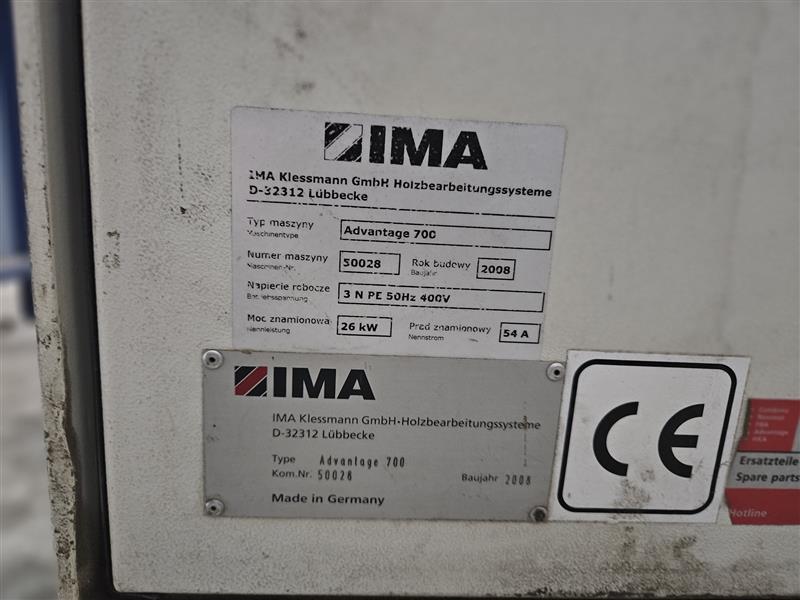 IMA
IMA Klessmann GmbH Holzbearbeitungssysteme
D-32312 Lübbecke
Typ maszyny Advantage 700
Maschinentype
Numer maszyny 50028 Rok budowy 2008
Maschinen-Nr. Baujahr
Napięcie robocze 3 N PE 50Hz 400V
Betriebsspannung
Moc znamionowa 26 kW Prąd znamionowy 54 A
Nennleistung Nennstrom
IMA
IMA Klessmann GmbH•Holzbearbeitungssysteme
D-32312 Lübbecke
Type Advantage 700
Kom.Nr. 50028 Baujahr 2008
Made in Germany
CE
Advantage
Ersatzteile
Spare parts
Hotline